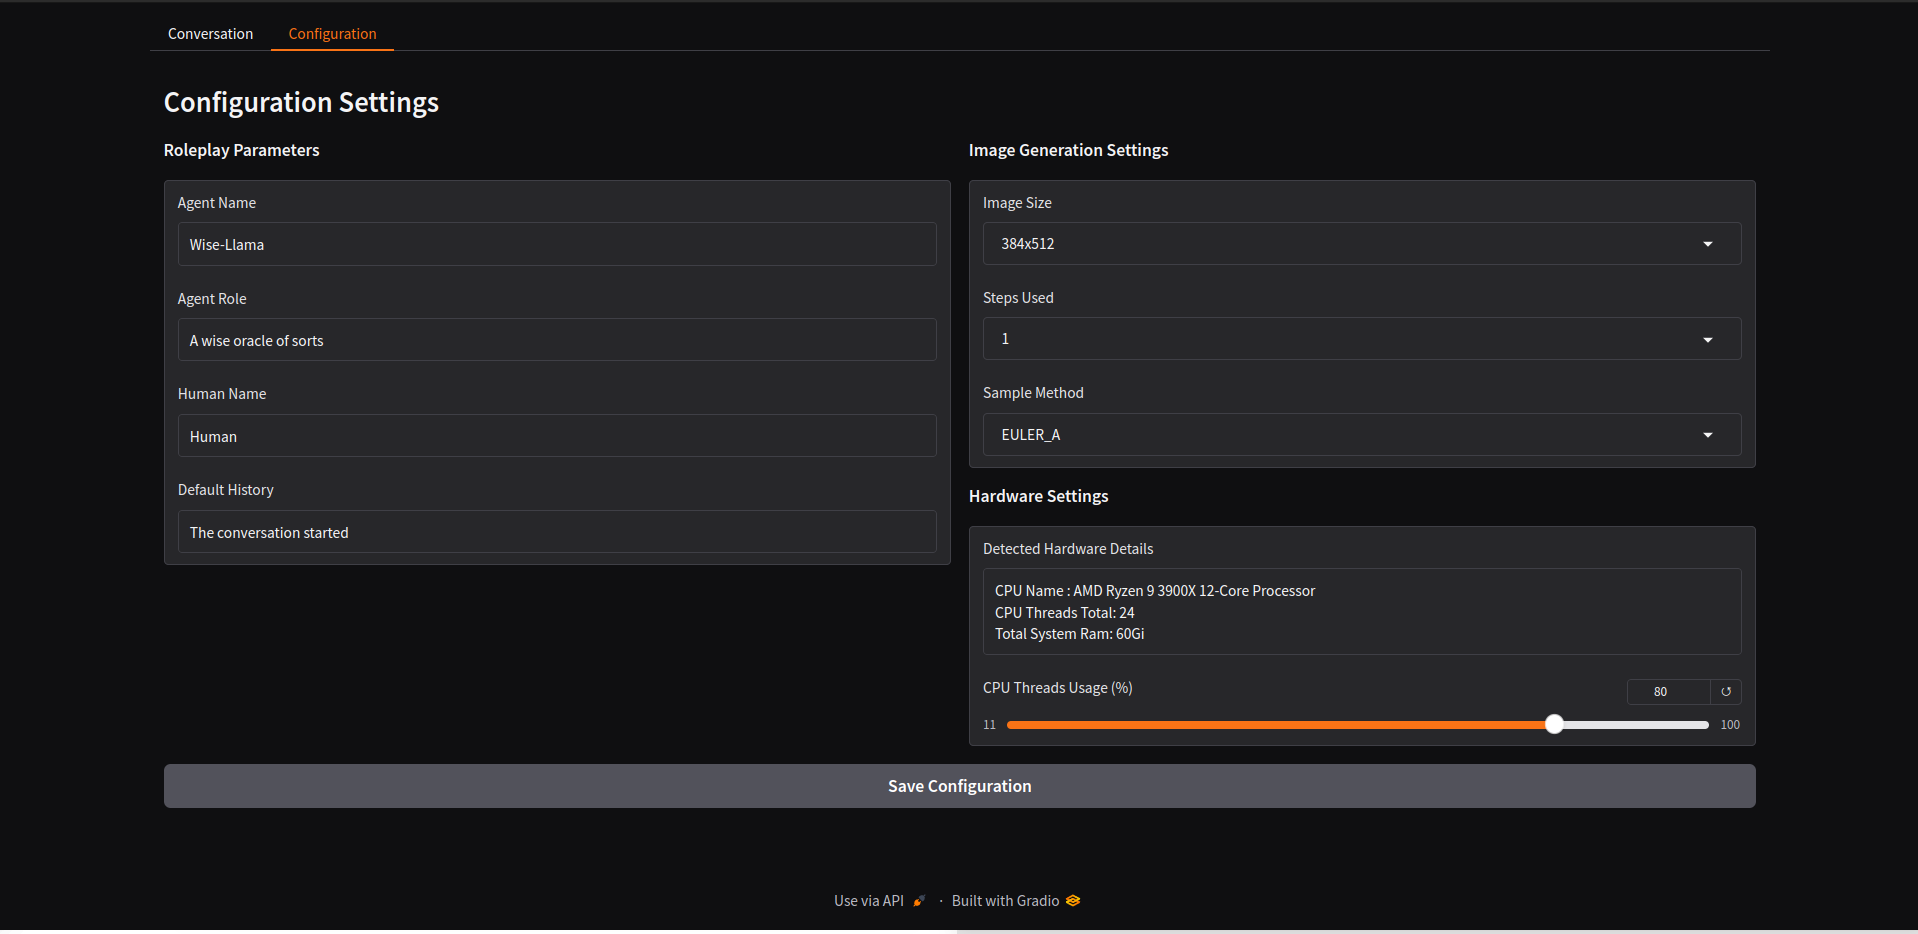 Conversation
Configuration
Configuration Settings
Roleplay Parameters
Agent Name
Wise-Llama
Agent Role
A wise oracle of sorts
Human Name
Human
Default History
The conversation started
Image Generation Settings
Image Size
384x512
Steps Used
1
Sample Method
EULER_A
Hardware Settings
Detected Hardware Details
CPU Name : AMD Ryzen 9 3900X 12-Core Processor
CPU Threads Total: 24
Total System Ram: 60Gi
CPU Threads Usage (%)
80
11
100
Save Configuration
Use via API · Built with Gradio